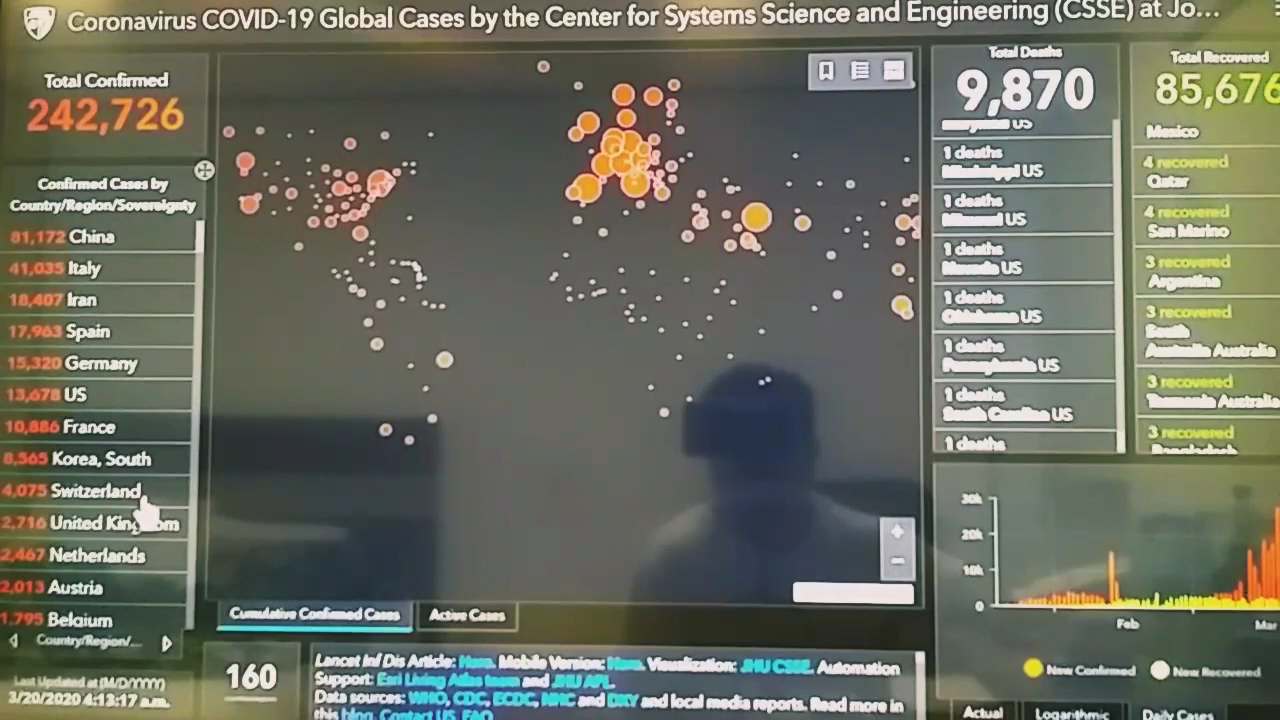 Coronavirus COVID-19 Global Cases by the Center for Systems Science and Engineering (CSSE) at Jo...
Total Confirmed
242,726
Confirmed Cases by
Country/Region/Sovereignty
81,172 China
41,035 Italy
18,407 Iran
17,963 Spain
15,320 Germany
13,678 US
10,886 France
8,565 Korea, South
4,075 Switzerland
2,716 United Kingdom
2,467 Netherlands
2,013 Austria
1,795 Belgium
Country/Region/...
Last Updated at (M/D/YYYY)
3/20/2020 4:13:17 a.m.
Cumulative Confirmed Cases
Active Cases
160
Lancet Inf Dis Article: Here. Mobile Version: Here. Visualization: JHU CSSE. Automation
Support: Esri Living Atlas team and JHU APL.
Data sources: WHO, CDC, ECDC, NHC and DXY and local media reports. Read more in
this blog. Contact US. FAQ.
Total Deaths
9,870
US
1 deaths
Mississippi US
1 deaths
Missouri US
1 deaths
Nevada US
1 deaths
Oklahoma US
1 deaths
Pennsylvania US
1 deaths
South Carolina US
1 deaths
Total Recovered
85,676
Mexico
4 recovered
Qatar
4 recovered
San Marino
3 recovered
Argentina
3 recovered
South
Australia Australia
3 recovered
Tasmania Australia
3 recovered
Bangladesh
30k
20k
10k
0
Feb
Mar
New Confirmed
New Recovered
Actual
Logarithmic
Daily Cases